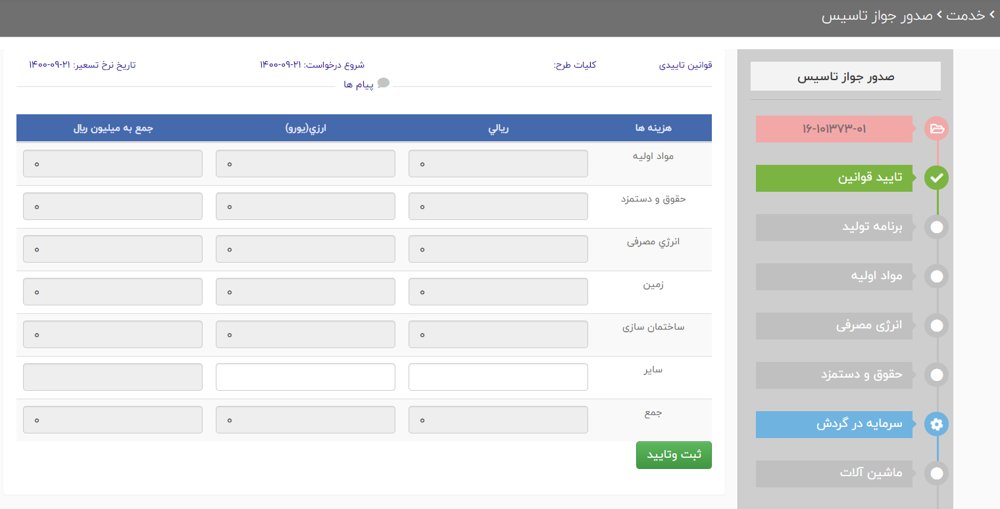 خدمت › صدور جواز تاسیس
صدور جواز تاسیس
۱۶-۱۰۱۳۷۳-۰۱
تایید قوانین
برنامه تولید
مواد اولیه
انرژی مصرفی
حقوق و دستمزد
سرمایه در گردش
ماشین آلات
قوانین تاییدی کلیات طرح: شروع درخواست: ۱۴۰۰-۰۹-۲۱ تاریخ نرخ تسعیر: ۱۴۰۰-۰۹-۲۱
پیام ها
هزینه ها ریالي ارزي(یورو) جمع به میلیون ریال
مواد اولیه ۰ ۰ ۰
حقوق و دستمزد ۰ ۰ ۰
انرژي مصرفی ۰ ۰ ۰
زمین ۰ ۰ ۰
ساختمان سازی ۰ ۰ ۰
سایر
جمع ۰ ۰ ۰
ثبت وتایید